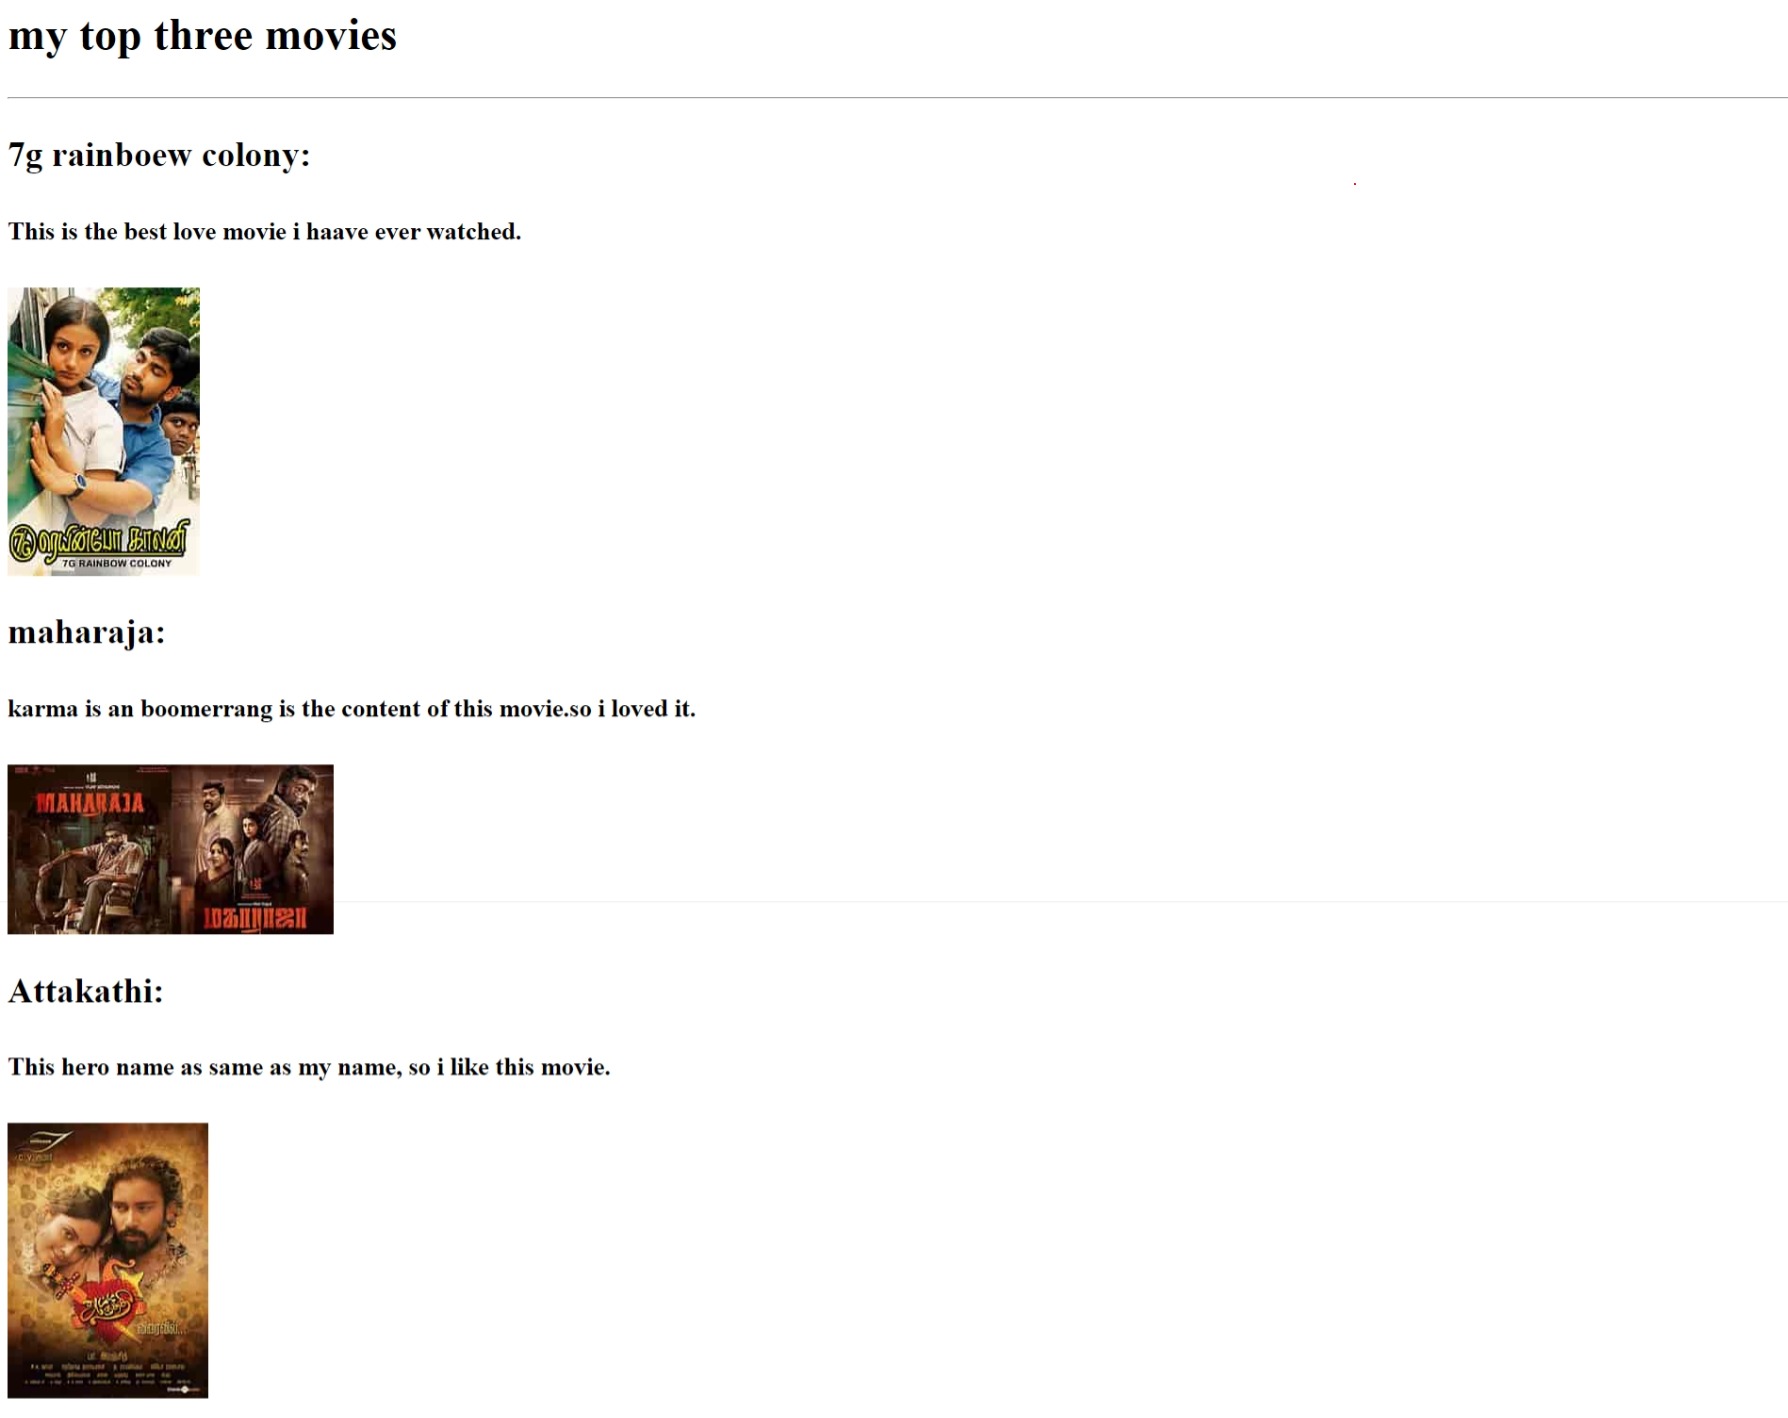 my top three movies
7g rainboew colony:
This is the best love movie i haave ever watched.
7G ரெயின்போ காலனி
7G RAINBOW COLONY
maharaja:
karma is an boomerrang is the content of this movie.so i loved it.
MAHARAJA
மகாராஜா
Attakathi:
This hero name as same as my name, so i like this movie.
விரைவில்...